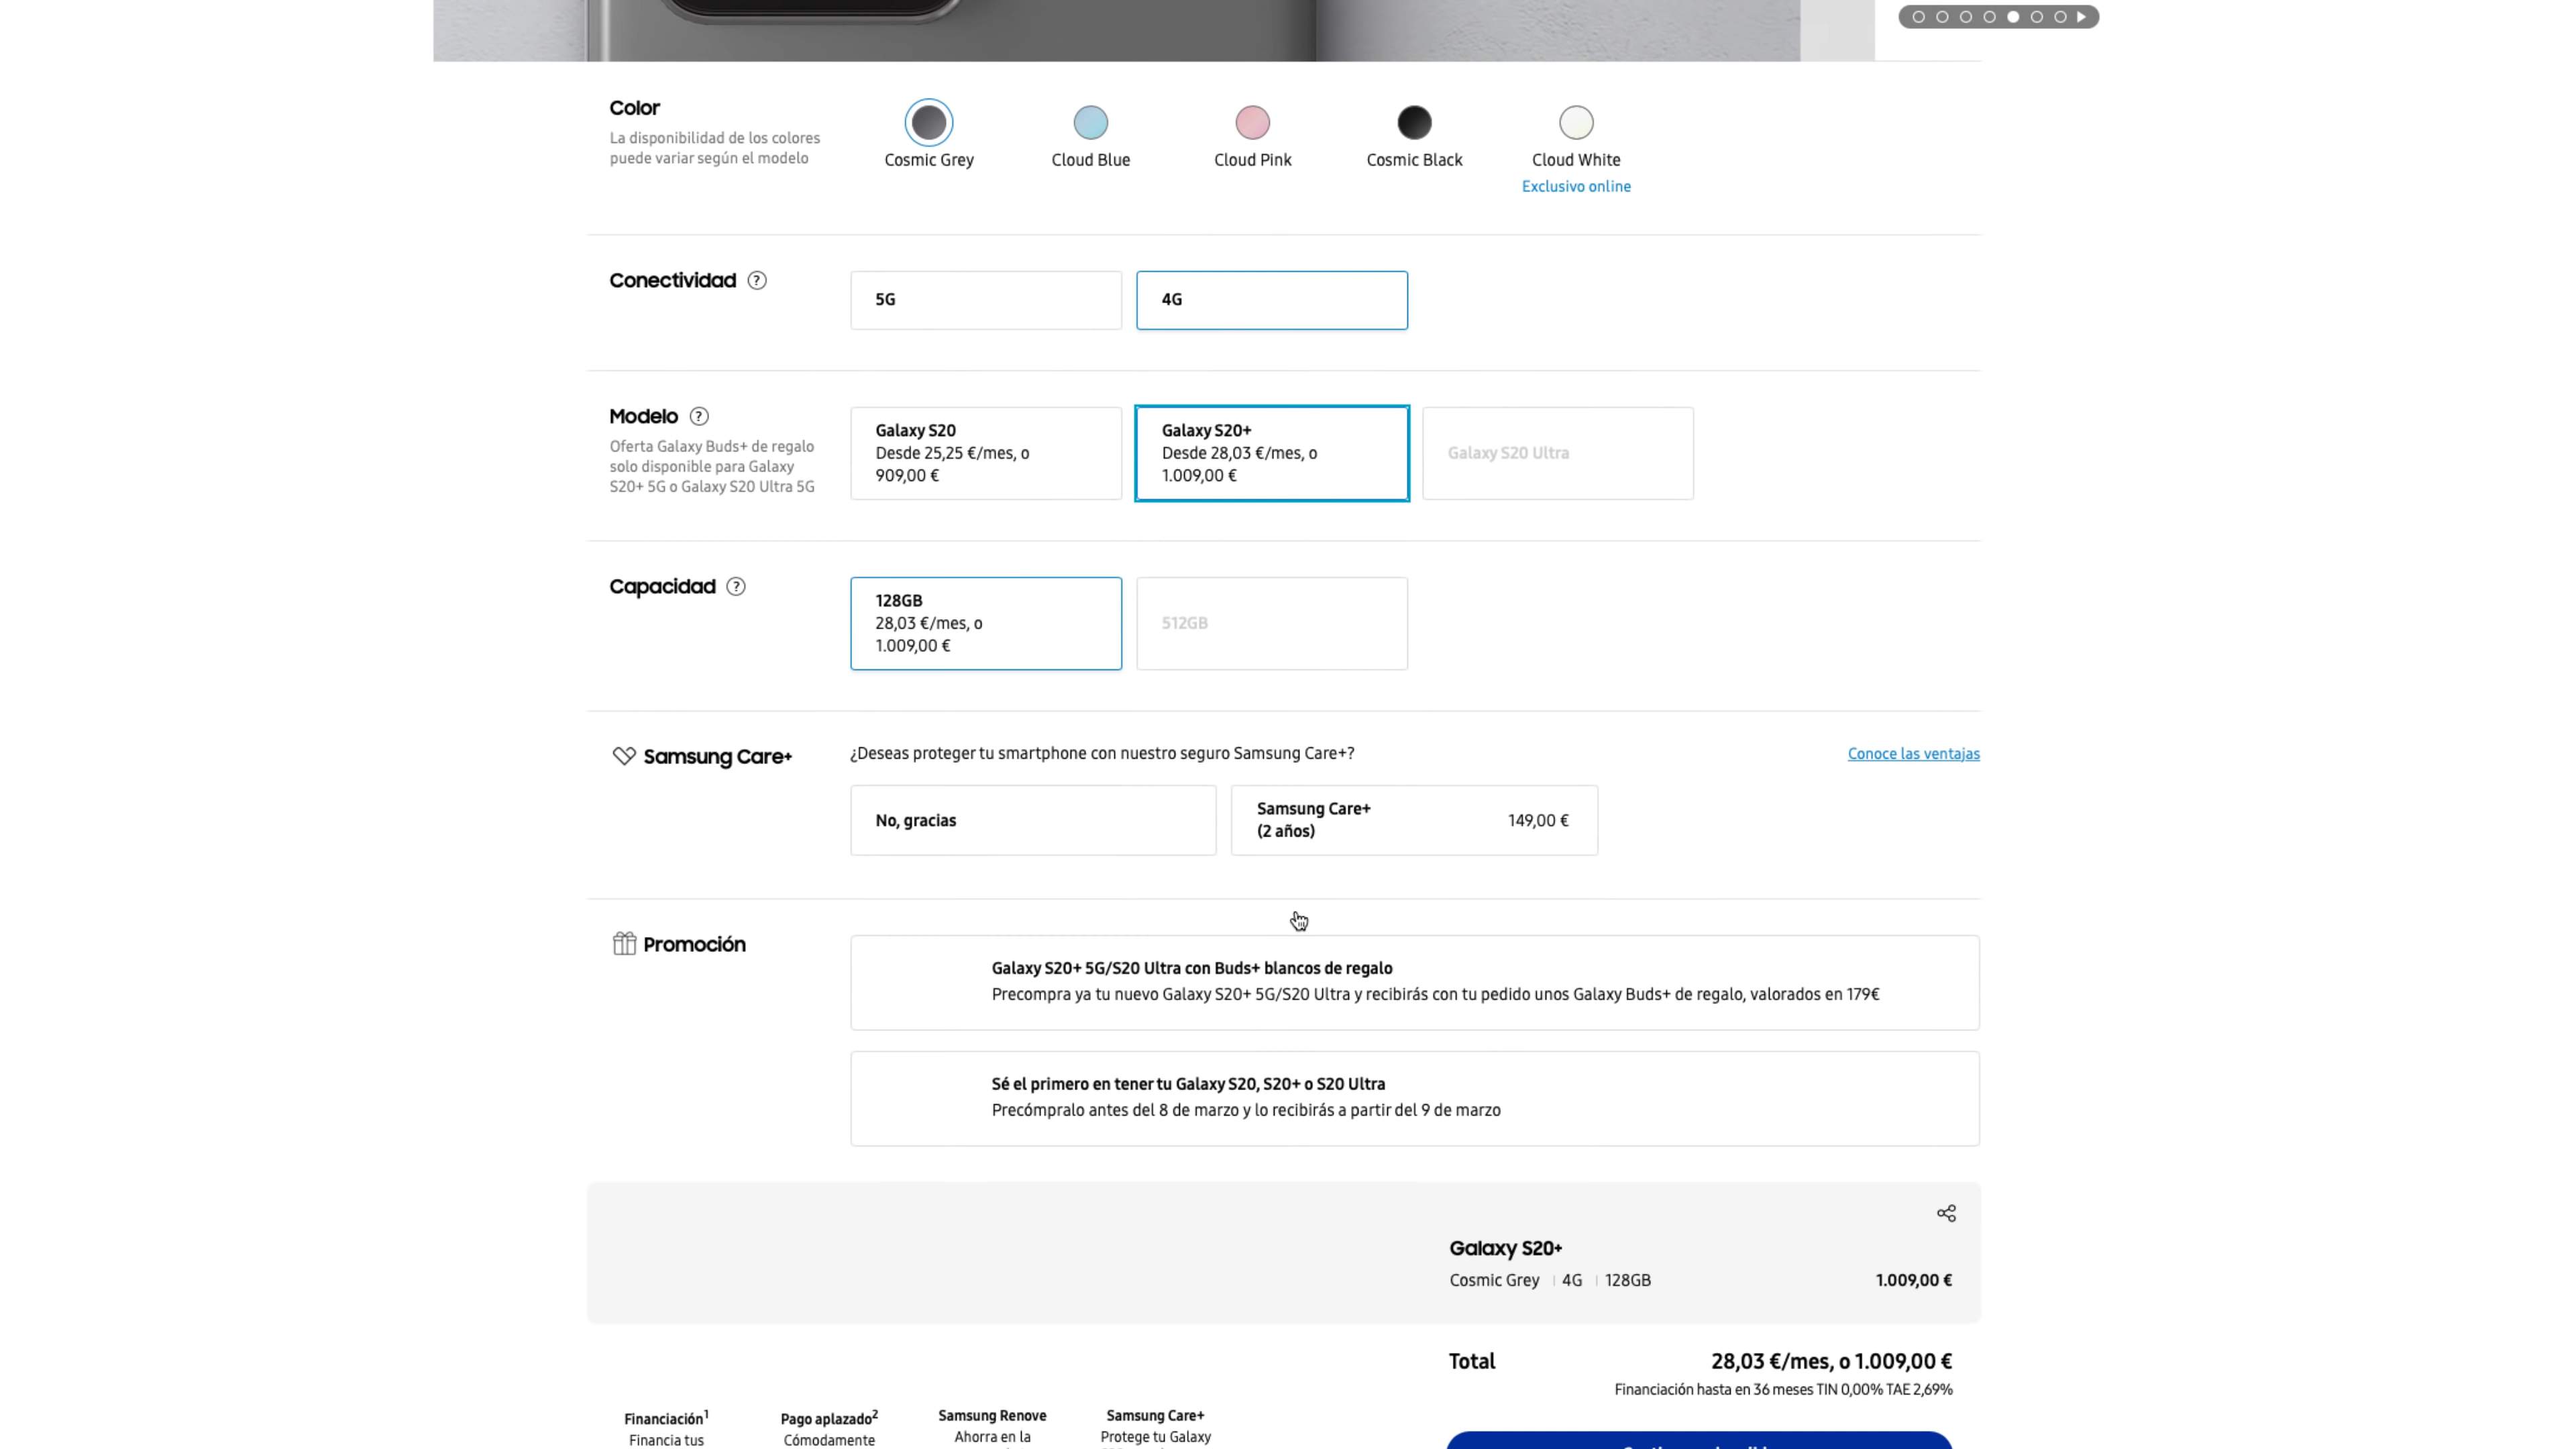 Color
La disponibilidad de los colores
puede variar según el modelo
Cosmic Grey
Cloud Blue
Cloud Pink
Cosmic Black
Cloud White
Exclusivo online
Conectividad ?
5G
4G
Modelo ?
Oferta Galaxy Buds+ de regalo
solo disponible para Galaxy
S20+ 5G o Galaxy S20 Ultra 5G
Galaxy S20
Desde 25,25 €/mes, o
909,00 €
Galaxy S20+
Desde 28,03 €/mes, o
1.009,00 €
Galaxy S20 Ultra
Capacidad ?
128GB
28,03 €/mes, o
1.009,00 €
512GB
Samsung Care+
¿Deseas proteger tu smartphone con nuestro seguro Samsung Care+?
Conoce las ventajas
No, gracias
Samsung Care+
(2 años)
149,00 €
Promoción
Galaxy S20+ 5G/S20 Ultra con Buds+ blancos de regalo
Precompra ya tu nuevo Galaxy S20+ 5G/S20 Ultra y recibirás con tu pedido unos Galaxy Buds+ de regalo, valorados en 179€
Sé el primero en tener tu Galaxy S20, S20+ o S20 Ultra
Precómpralo antes del 8 de marzo y lo recibirás a partir del 9 de marzo
Galaxy S20+
Cosmic Grey | 4G | 128GB
1.009,00 €
Total
28,03 €/mes, o 1.009,00 €
Financiación hasta en 36 meses TIN 0,00% TAE 2,69%
Financiación1
Financia tus
Pago aplazado2
Cómodamente
Samsung Renove
Ahorra en la
Samsung Care+
Protege tu Galaxy